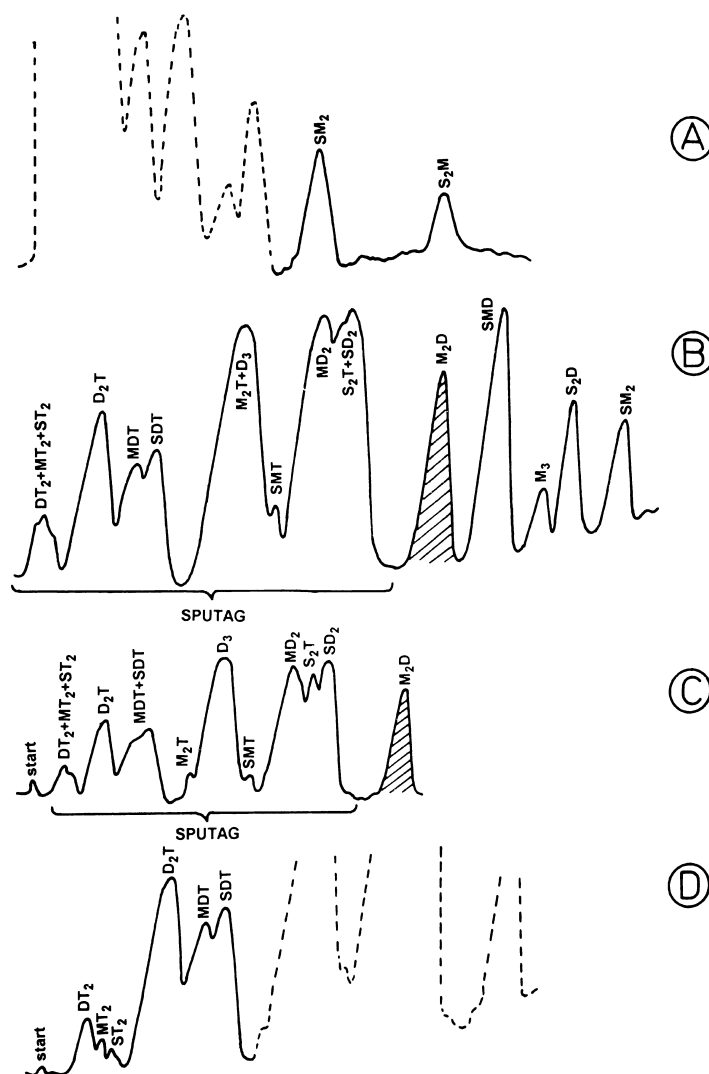 SM₂
S₂M
A
DT₂+MT₂+ST₂
D₂T
MDT
SDT
M₂T+D₃
SMT
MD₂
S₂T+SD₂
M₂D
SMD
M₃
S₂D
SM₂
B
SPUTAG
start
DT₂+MT₂+ST₂
D₂T
MDT+SDT
M₂T
D₃
SMT
MD₂
S₂T
SD₂
M₂D
C
SPUTAG
start
DT₂
MT₂
ST₂
D₂T
MDT
SDT
D